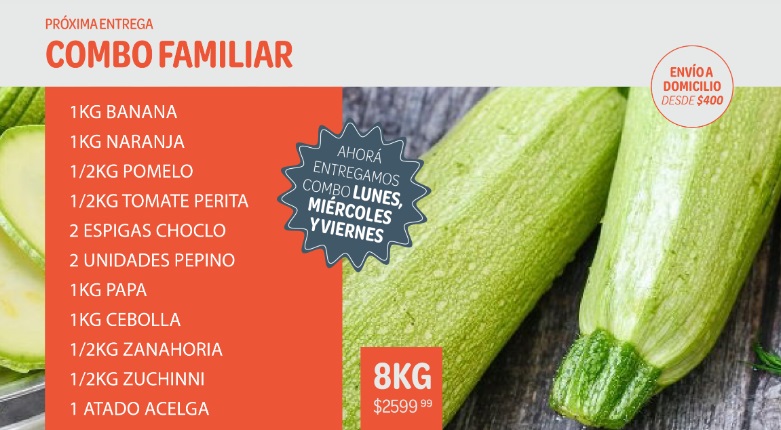 PRÓXIMA ENTREGA
COMBO FAMILIAR
ENVÍO A
DOMICILIO
DESDE $400
1KG BANANA
1KG NARANJA
1/2KG POMELO
1/2KG TOMATE PERITA
2 ESPIGAS CHOCLO
2 UNIDADES PEPINO
1KG PAPA
1KG CEBOLLA
1/2KG ZANAHORIA
1/2KG ZUCHINNI
1 ATADO ACELGA
AHORÁ
ENTREGAMOS
COMBO LUNES,
MIÉRCOLES
Y VIERNES
8KG
$2599 99